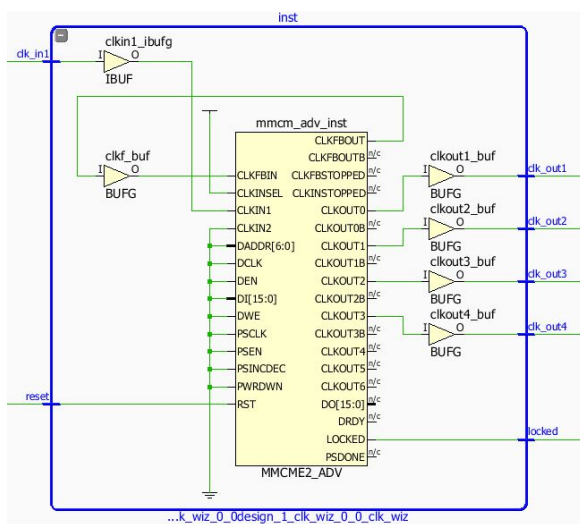 inst
clk_in1
clkin1_ibufg
I
O
IBUF
mmcm_adv_inst
clkf_buf
I
O
BUFG
CLKFBIN
CLKINSEL
CLKIN1
CLKIN2
DADDR[6:0]
DCLK
DEN
DI[15:0]
DWE
PSCLK
PSEN
PSINCDEC
PWRDWN
reset
RST
CLKFBOUT
CLKFBOUTB n/c
CLKFBSTOPPED n/c
CLKINSTOPPED n/c
CLKOUT0
CLKOUT0B n/c
CLKOUT1
CLKOUT1B n/c
CLKOUT2
CLKOUT2B n/c
CLKOUT3
CLKOUT3B n/c
CLKOUT4 n/c
CLKOUT5 n/c
CLKOUT6 n/c
DO[15:0] n/c
DRDY n/c
LOCKED
PSDONE n/c
MMCME2_ADV
clkout1_buf
I
O
BUFG
clk_out1
clkout2_buf
I
O
BUFG
clk_out2
clkout3_buf
I
O
BUFG
clk_out3
clkout4_buf
I
O
BUFG
clk_out4
locked
...k_wiz_0_0design_1_clk_wiz_0_0_clk_wiz